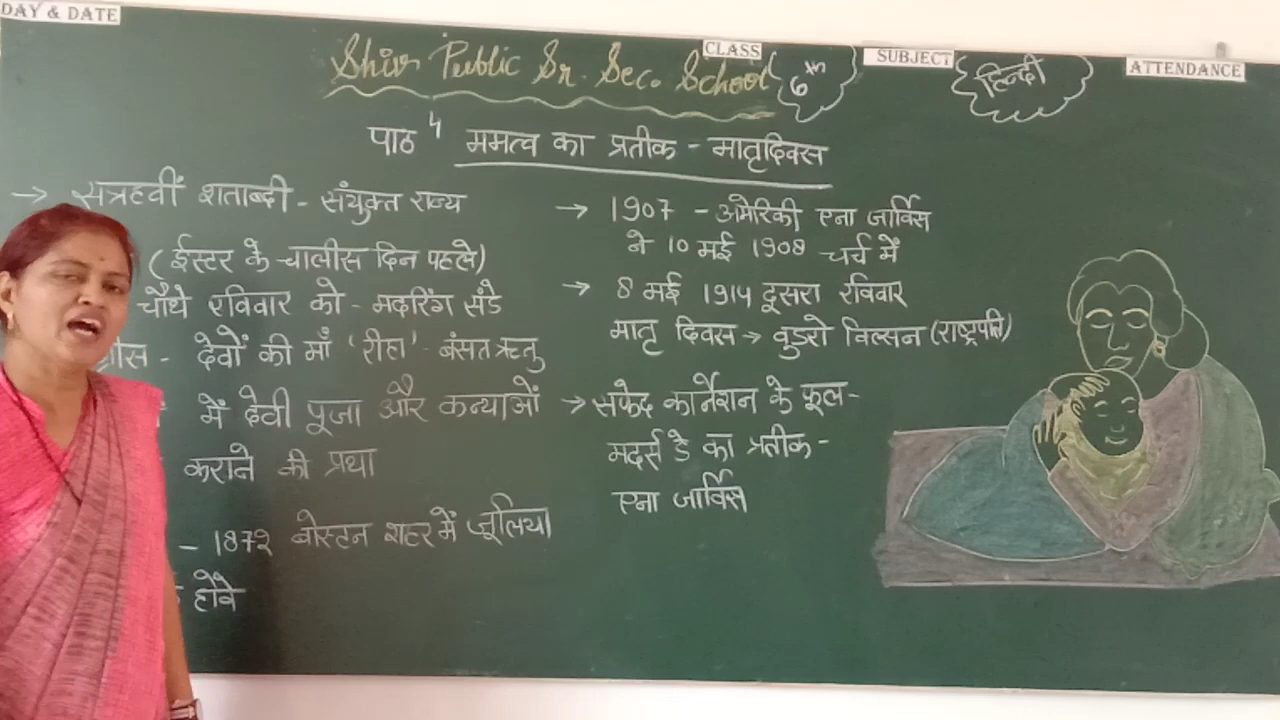 DAY & DATE
CLASS
SUBJECT
ATTENDANCE
Shiv Public Sr. Sec. School
6th
हिन्दी
पाठ 4 ममत्व का प्रतीक - मातृदिवस
→ सत्रहवीं शताब्दी - संयुक्त राज्य
(ईस्टर के चालीस दिन पहले)
चौथे रविवार को - मदरिंग संडे
देवों की माँ 'रीहा' - बंसत ऋतु
में देवी पूजा और कन्याओं
कराने की प्रथा
- 1872 बोस्टन शहर में जूलिया
होवे
→ 1907 - अमेरिकी एना जार्विस
ने 10 मई 1908 चर्च में
→ 8 मई 1914 दूसरा रविवार
मातृ दिवस → वुडरो विल्सन (राष्ट्रपति)
→ सफेद कार्नेशन के फूल -
मदर्स डे का प्रतीक -
एना जार्विस